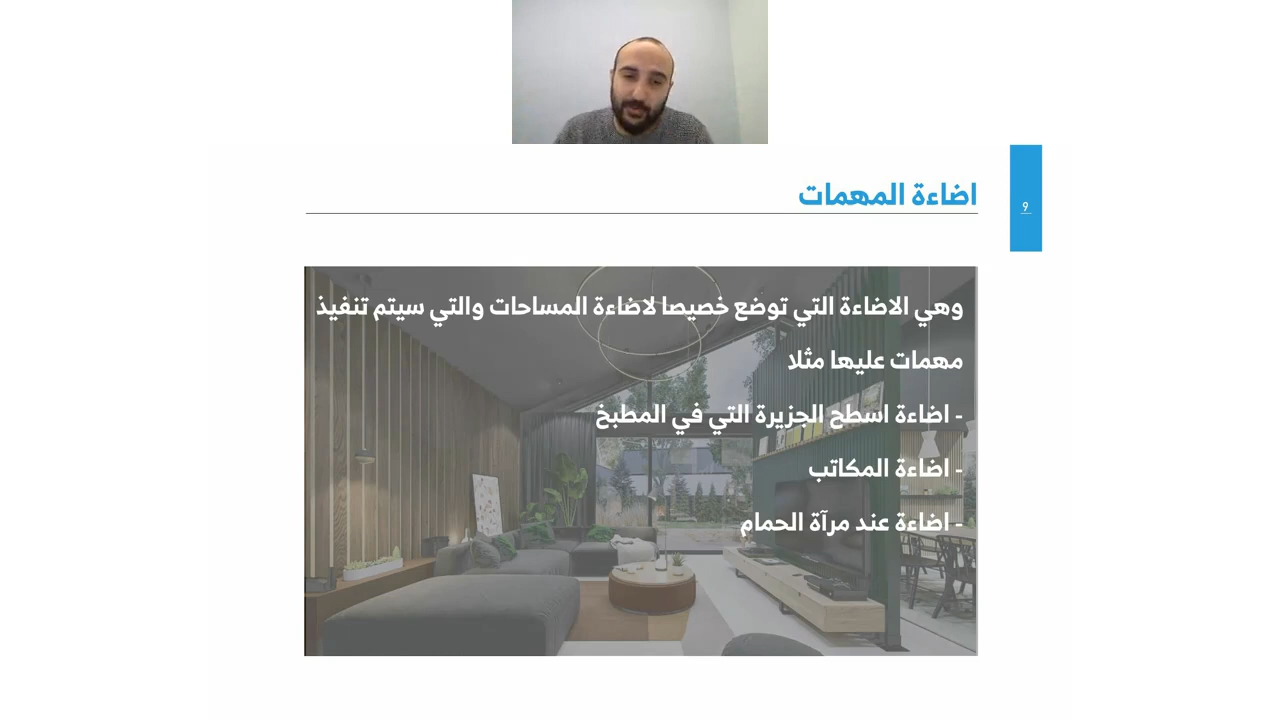 اضاءة المهمات
9
وهي الاضاءة التي توضع خصيصا لاضاءة المساحات والتي سيتم تنفيذ
مهمات عليها مثلا
- اضاءة اسطح الجزيرة التي في المطبخ
- اضاءة المكاتب
- اضاءة عند مرآة الحمام